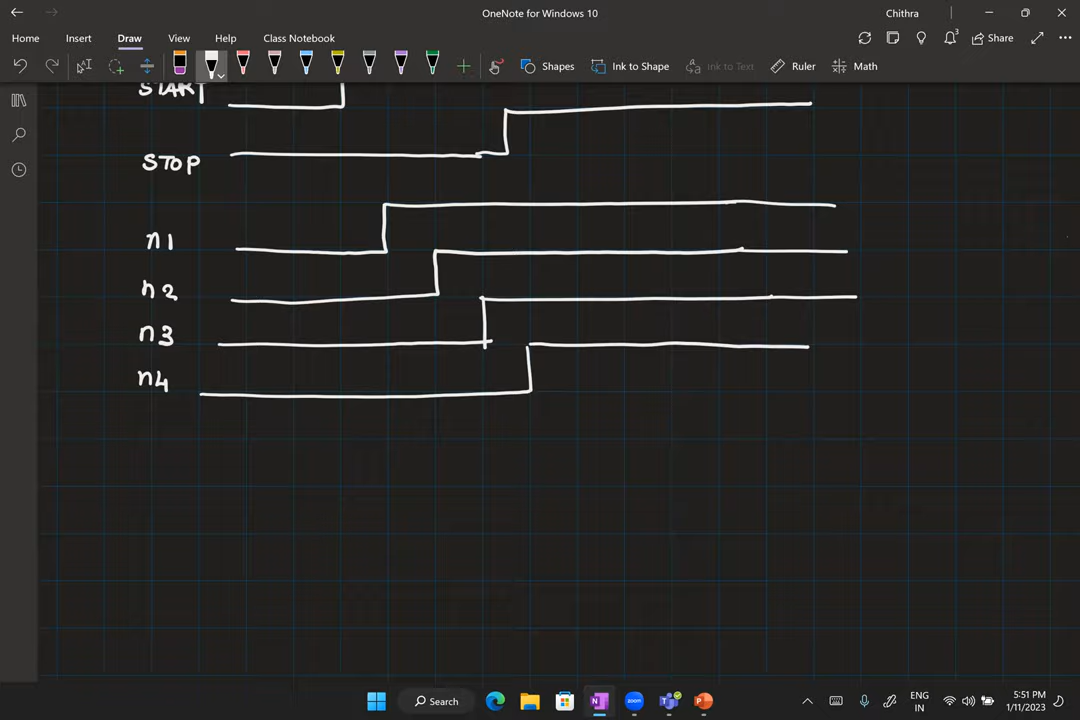 OneNote for Windows 10
Chithra
Home Insert Draw View Help Class Notebook
Share
Shapes Ink to Shape Ink to Text Ruler Math
START
STOP
n1
n2
n3
n4
Search
ENG
IN
5:51 PM
1/11/2023